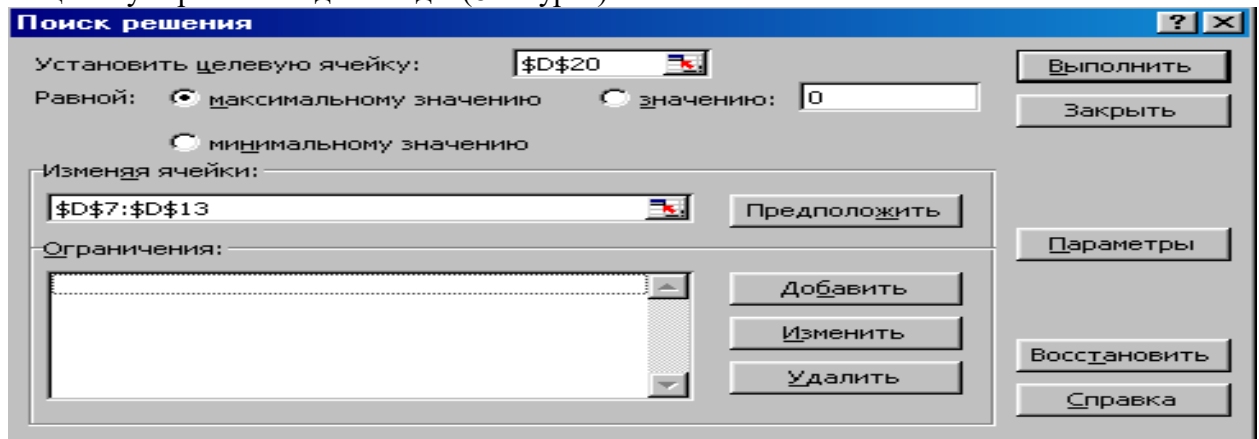 Поиск решения
Установить целевую ячейку: $D$20
Выполнить
Равной: максимальному значению значению: 0
Закрыть
минимальному значению
Изменяя ячейки:
$D$7:$D$13 Предположить
Параметры
Ограничения:
Добавить
Изменить
Восстановить
Удалить
Справка